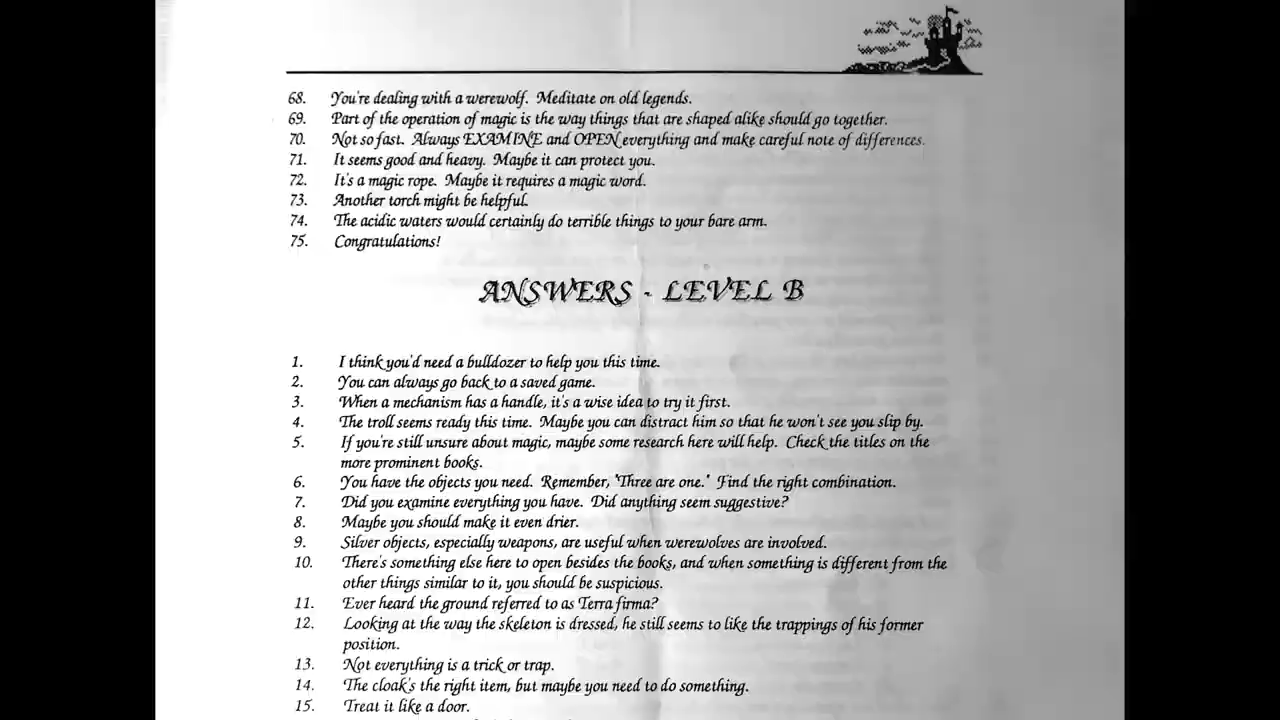 68. You're dealing with a werewolf. Meditate on old legends.
69. Part of the operation of magic is the way things that are shaped alike should go together.
70. Not so fast. Always EXAMINE and OPEN everything and make careful note of differences.
71. It seems good and heavy. Maybe it can protect you.
72. It's a magic rope. Maybe it requires a magic word.
73. Another torch might be helpful.
74. The acidic waters would certainly do terrible things to your bare arm.
75. Congratulations!
ANSWERS - LEVEL B
1. I think you'd need a bulldozer to help you this time.
2. You can always go back to a saved game.
3. When a mechanism has a handle, it's a wise idea to try it first.
4. The troll seems ready this time. Maybe you can distract him so that he won't see you slip by.
5. If you're still unsure about magic, maybe some research here will help. Check the titles on the
more prominent books.
6. You have the objects you need. Remember, "Three are one." Find the right combination.
7. Did you examine everything you have. Did anything seem suggestive?
8. Maybe you should make it even drier.
9. Silver objects, especially weapons, are useful when werewolves are involved.
10. There's something else here to open besides the books, and when something is different from the
other things similar to it, you should be suspicious.
11. Ever heard the ground referred to as Terra firma?
12. Looking at the way the skeleton is dressed, he still seems to like the trappings of his former
position.
13. Not everything is a trick or trap.
14. The cloak's the right item, but maybe you need to do something.
15. Treat it like a door.